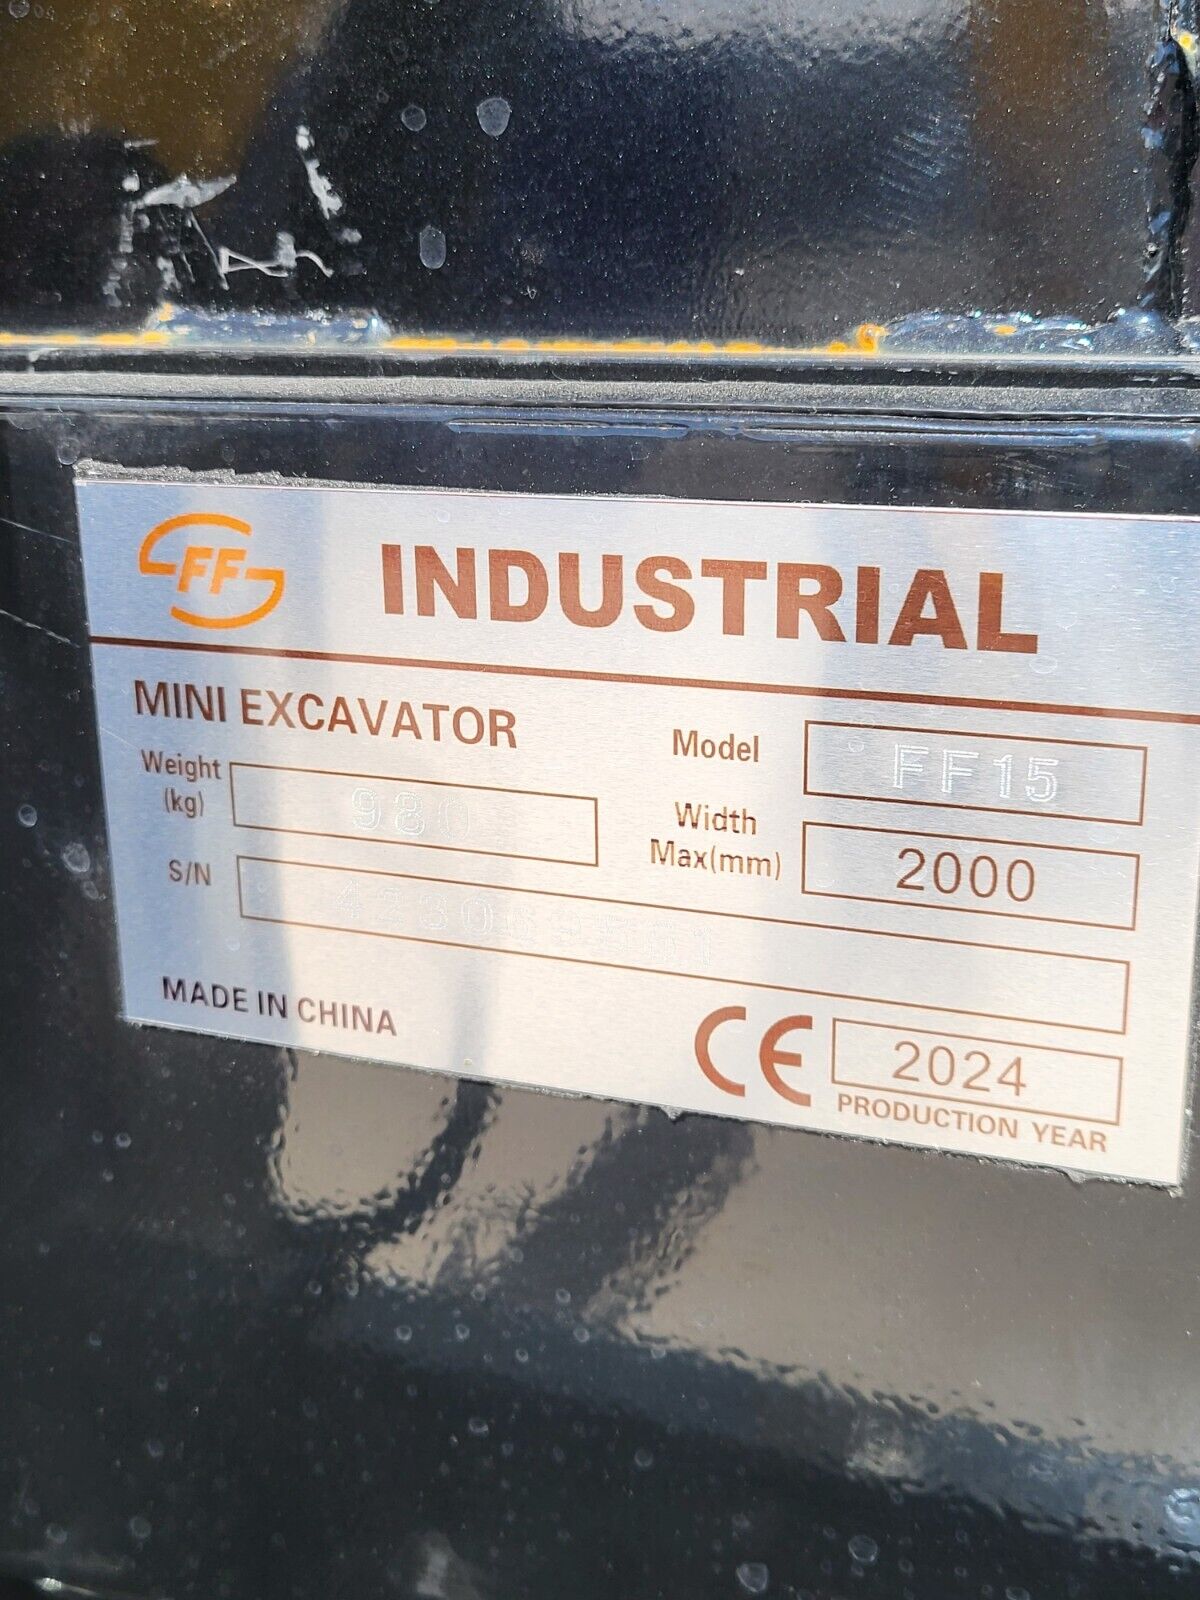 FF INDUSTRIAL
MINI EXCAVATOR
Model FF15
Weight (kg) 980
Width Max(mm) 2000
S/N
MADE IN CHINA
CE 2024
PRODUCTION YEAR